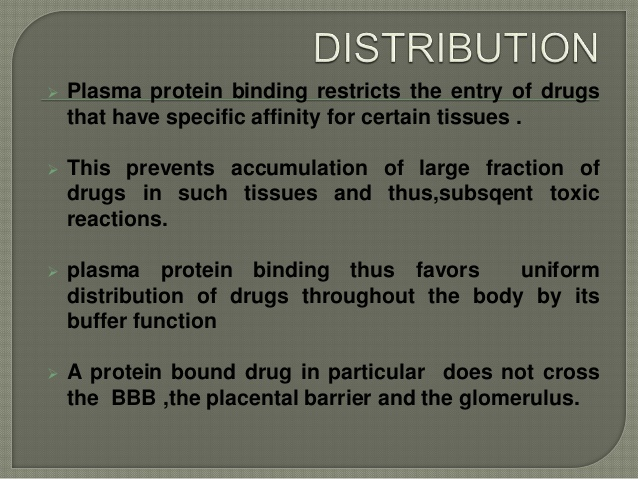 DISTRIBUTION
Plasma protein binding restricts the entry of drugs
that have specific affinity for certain tissues .
This prevents accumulation of large fraction of
drugs in such tissues and thus,subsqent toxic
reactions.
plasma protein binding thus favors uniform
distribution of drugs throughout the body by its
buffer function
A protein bound drug in particular does not cross
the BBB ,the placental barrier and the glomerulus.